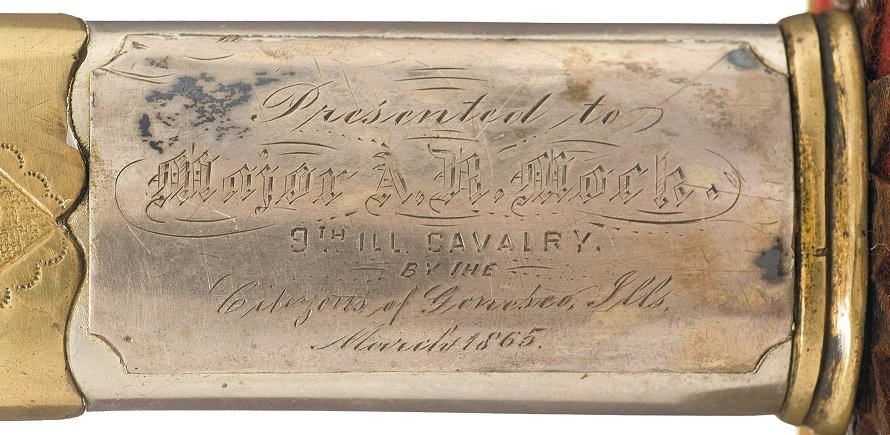 Presented to
Major A. R. Mock.
9TH ILL. CAVALRY.
BY THE
Citizens of Geneseo, Ills.
March 1865.